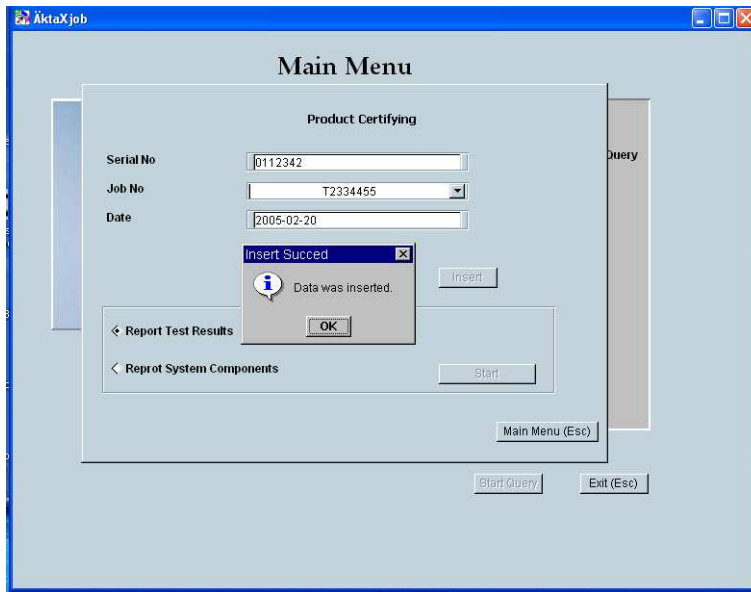 ÄktaXjob
Main Menu
Product Certifying
Query
Serial No 0112342
Job No T2334455
Date 2005-02-20
Insert Succed
Data was inserted.
OK
Insert
Report Test Results
Reprot System Components
Start
Main Menu (Esc)
Start Query Exit (Esc)